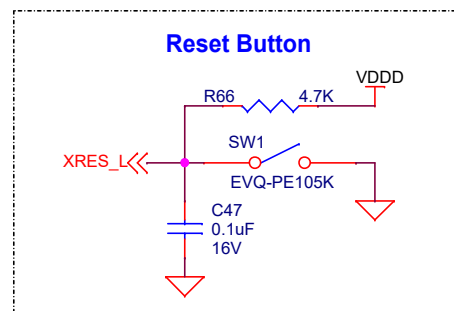 Reset Button
VDDD
R66 4.7K
SW1
XRES_L
EVQ-PE105K
C47
0.1uF
16V